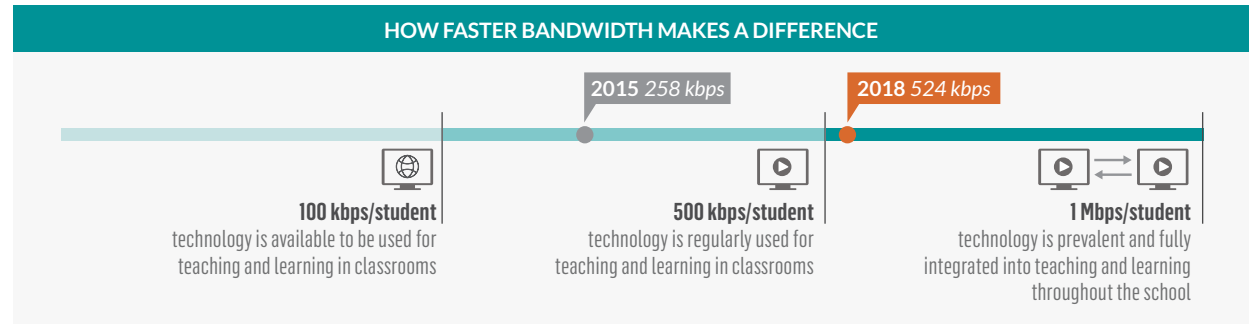 HOW FASTER BANDWIDTH MAKES A DIFFERENCE
2015 258 kbps
2018 524 kbps
100 kbps/student
technology is available to be used for
teaching and learning in classrooms
500 kbps/student
technology is regularly used for
teaching and learning in classrooms
1 Mbps/student
technology is prevalent and fully
integrated into teaching and learning
throughout the school